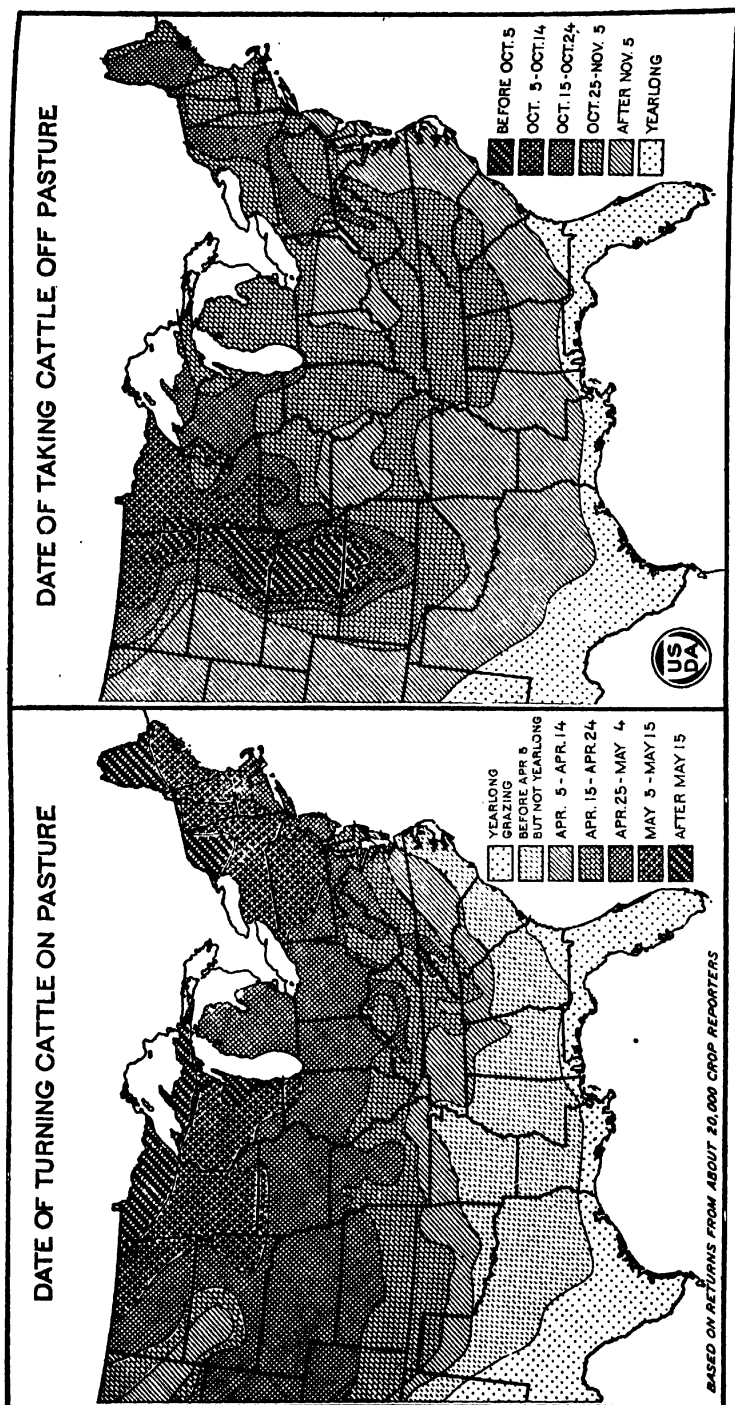 DATE OF TURNING CATTLE ON PASTURE
YEARLONG
GRAZING
BEFORE APR 5
BUT NOT YEARLONG
APR. 5 - APR.14
APR. 15 - APR.24
APR.25 - MAY 4
MAY 5 - MAY 15
AFTER MAY 15
BASED ON RETURNS FROM ABOUT 20,000 CROP REPORTERS
DATE OF TAKING CATTLE OFF PASTURE
BEFORE OCT. 5
OCT. 5 - OCT.14
OCT. 15 - OCT.24
OCT.25 - NOV. 5
AFTER NOV. 5
YEARLONG
US
DA